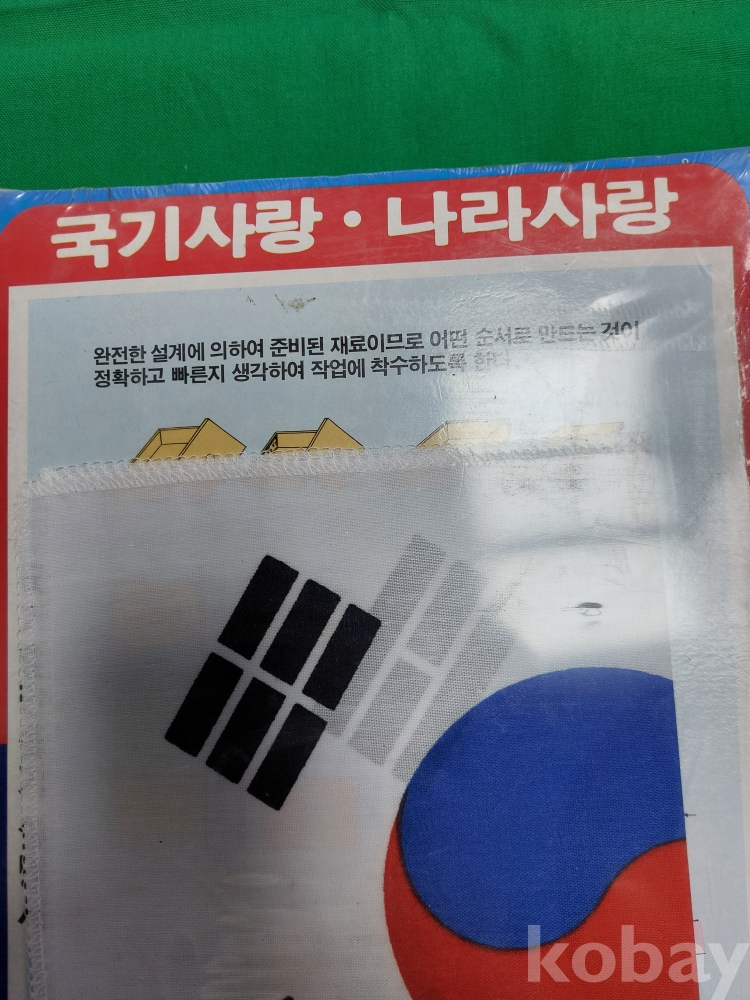 국기사랑 · 나라사랑
완전한 설계에 의하여 준비된 재료이므로 어떤 순서로 만드는 것이
정확하고 빠른지 생각하여 작업에 착수하도록 한다
kobay